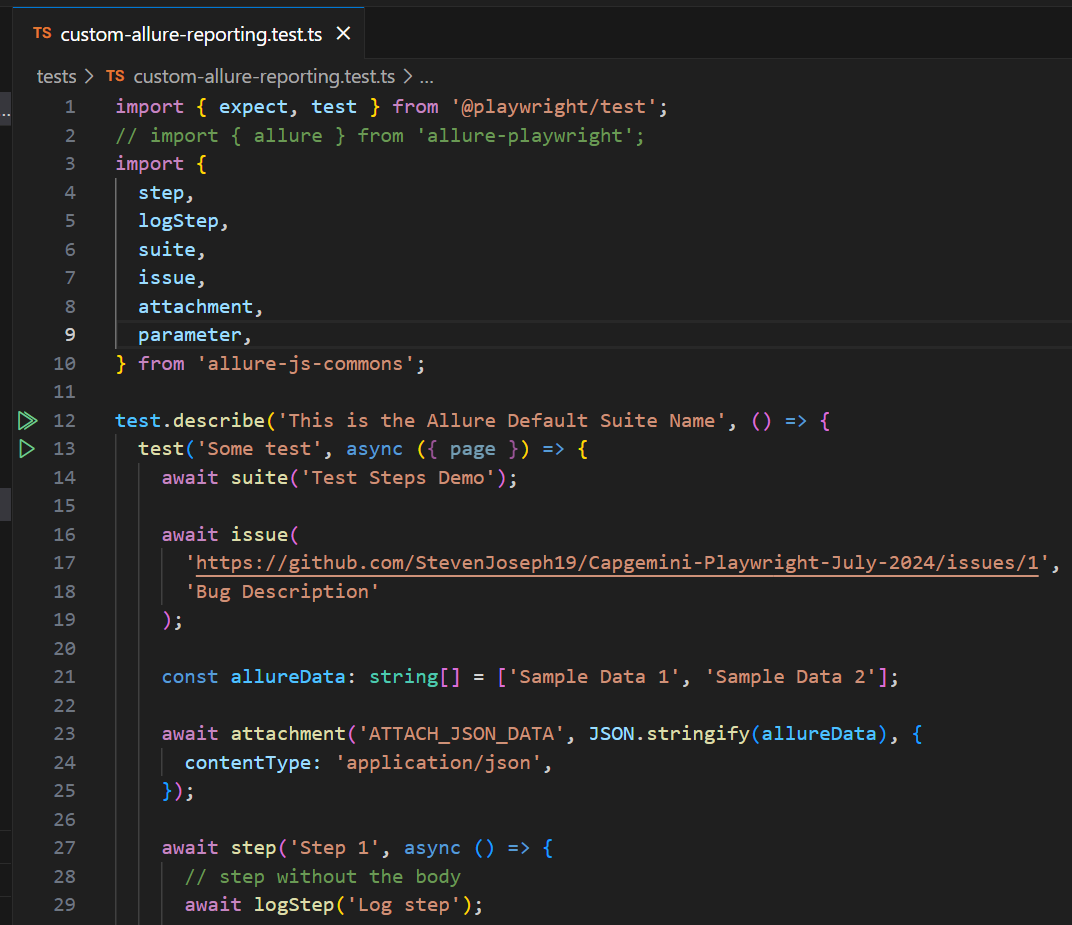 TS custom-allure-reporting.test.ts ×
tests > TS custom-allure-reporting.test.ts > ...
1 import { expect, test } from '@playwright/test';
2 // import { allure } from 'allure-playwright';
3 import {
4   step,
5   logStep,
6   suite,
7   issue,
8   attachment,
9   parameter,
10 } from 'allure-js-commons';
11
12 test.describe('This is the Allure Default Suite Name', () => {
13   test('Some test', async ({ page }) => {
14     await suite('Test Steps Demo');
15
16     await issue(
17       'https://github.com/StevenJoseph19/Capgemini-Playwright-July-2024/issues/1',
18       'Bug Description'
19     );
20
21     const allureData: string[] = ['Sample Data 1', 'Sample Data 2'];
22
23     await attachment('ATTACH_JSON_DATA', JSON.stringify(allureData), {
24       contentType: 'application/json',
25     });
26
27     await step('Step 1', async () => {
28       // step without the body
29       await logStep('Log step');